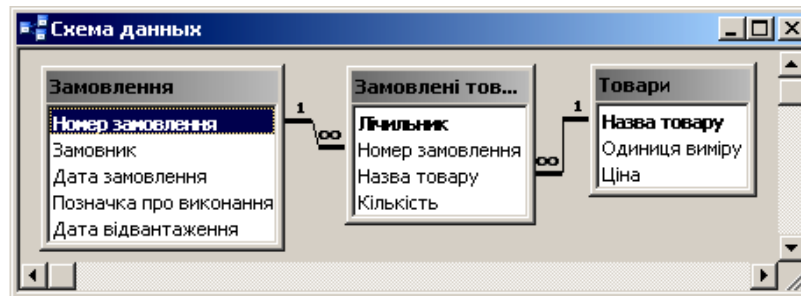 Схема данных
Замовлення
Номер замовлення
Замовник
Дата замовлення
Позначка про виконання
Дата відвантаження
1
∞
Замовлені тов...
Лічильник
Номер замовлення
Назва товару
Кількість
∞
1
Товари
Назва товару
Одиниця виміру
Ціна